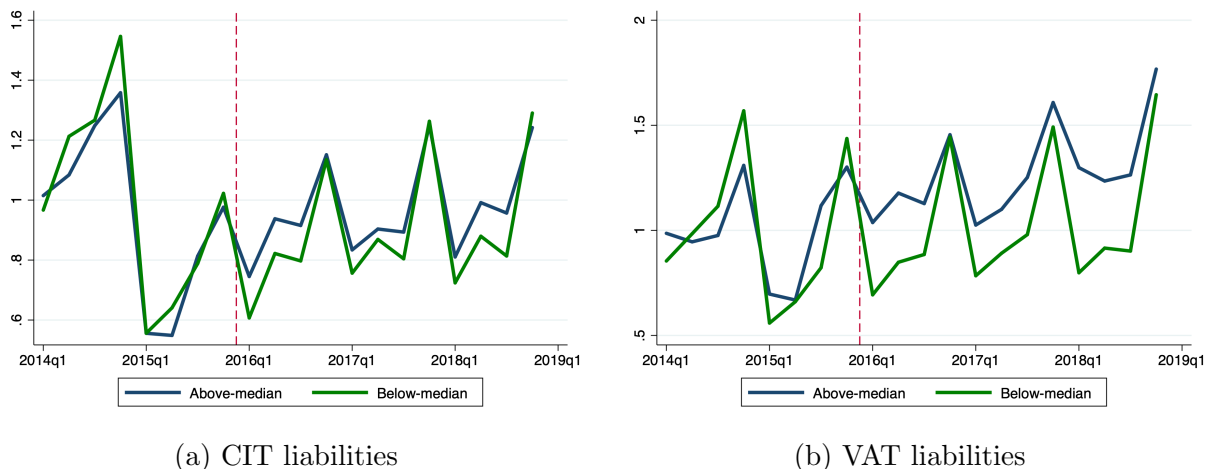 1.6
1.4
1.2
1
.8
.6
2014q1 2015q1 2016q1 2017q1 2018q1 2019q1
Above-median Below-median
(a) CIT liabilities
2
1.5
1
.5
2014q1 2015q1 2016q1 2017q1 2018q1 2019q1
Above-median Below-median
(b) VAT liabilities